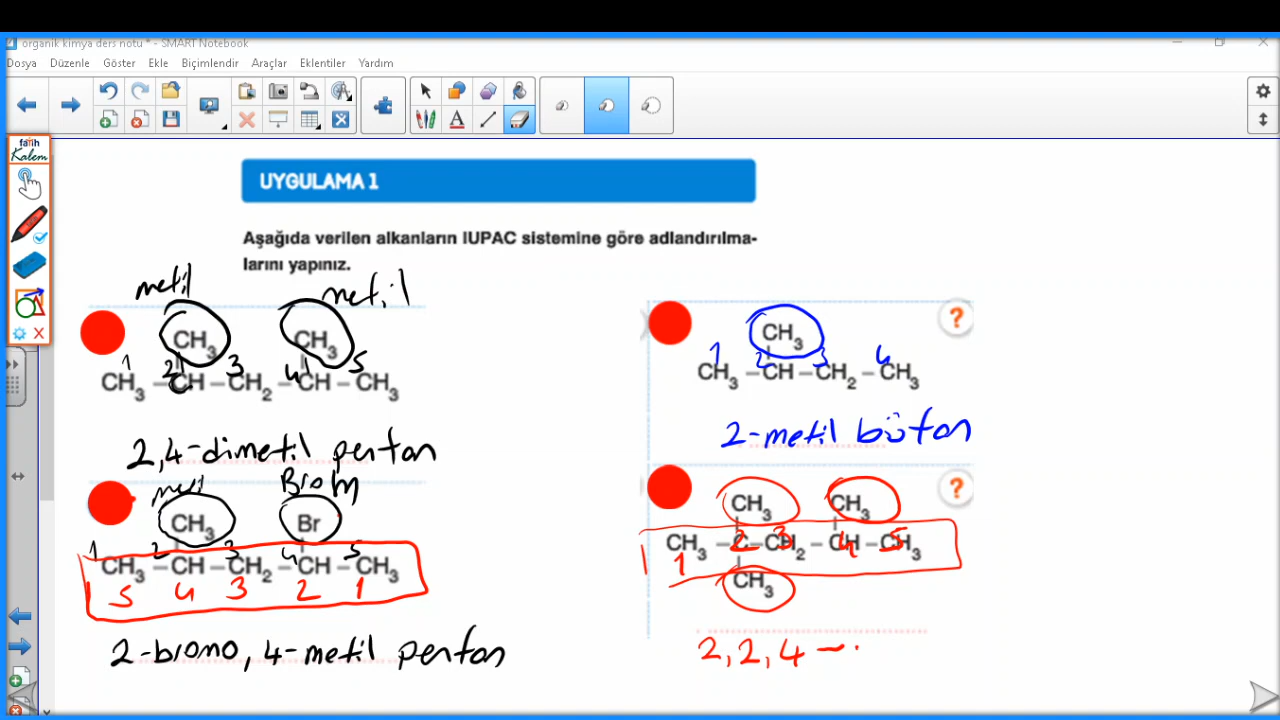 organik kimya ders notu * - SMART Notebook
Dosya Düzenle Göster Ekle Biçimlendir Araçlar Eklentiler Yardım
fatih
Kalem
UYGULAMA 1
Aşağıda verilen alkanların IUPAC sistemine göre adlandırılma-
larını yapınız.
metil metil
CH3 CH3
1 2 3 4 5
CH3 – CH – CH2 – CH – CH3
2,4-dimetil pentan
metil Brom
CH3 Br
1 2 3 4 5
CH3 – CH – CH2 – CH – CH3
5 4 3 2 1
2-bromo, 4-metil pentan
?
CH3
1 2 3 4
CH3 – CH – CH2 – CH3
2-metil bütan
?
CH3 CH3
CH3 – C – CH2 – CH – CH3
1 2 3 4 5
CH3
2,2,4 –